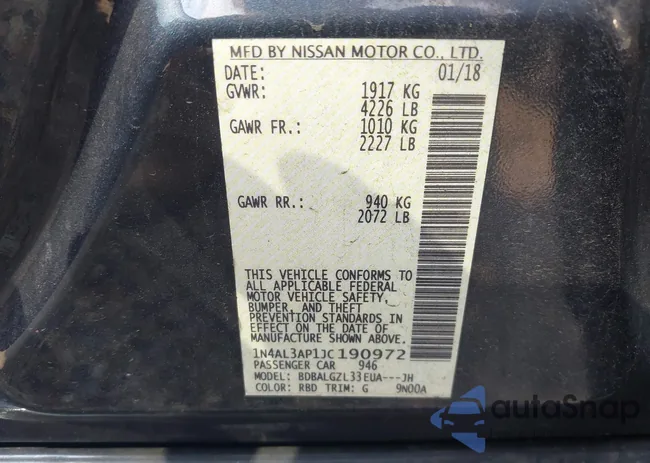 MFD BY NISSAN MOTOR CO., LTD.
DATE: 01/18
GVWR: 1917 KG
4226 LB
GAWR FR.: 1010 KG
2227 LB
GAWR RR.: 940 KG
2072 LB
THIS VEHICLE CONFORMS TO
ALL APPLICABLE FEDERAL
MOTOR VEHICLE SAFETY,
BUMPER, AND THEFT
PREVENTION STANDARDS IN
EFFECT ON THE DATE OF
MANUFACTURE SHOWN ABOVE.
1N4AL3AP1JC190972
PASSENGER CAR 946
MODEL: BDBALGZL33EUA---JH
COLOR: RBD TRIM: G 9N00A
autoSnap